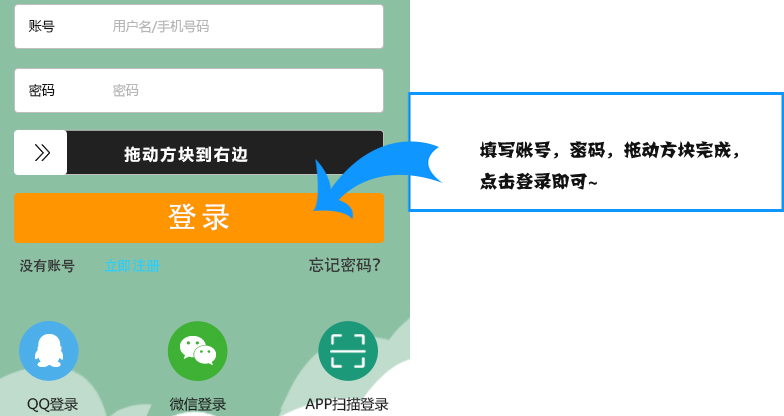 账号 用户名/手机号码
密码 密码
拖动方块到右边
填写账号，密码，拖动方块完成，
点击登录即可~
登录
没有账号 立即注册 忘记密码？
QQ登录 微信登录 APP扫描登录